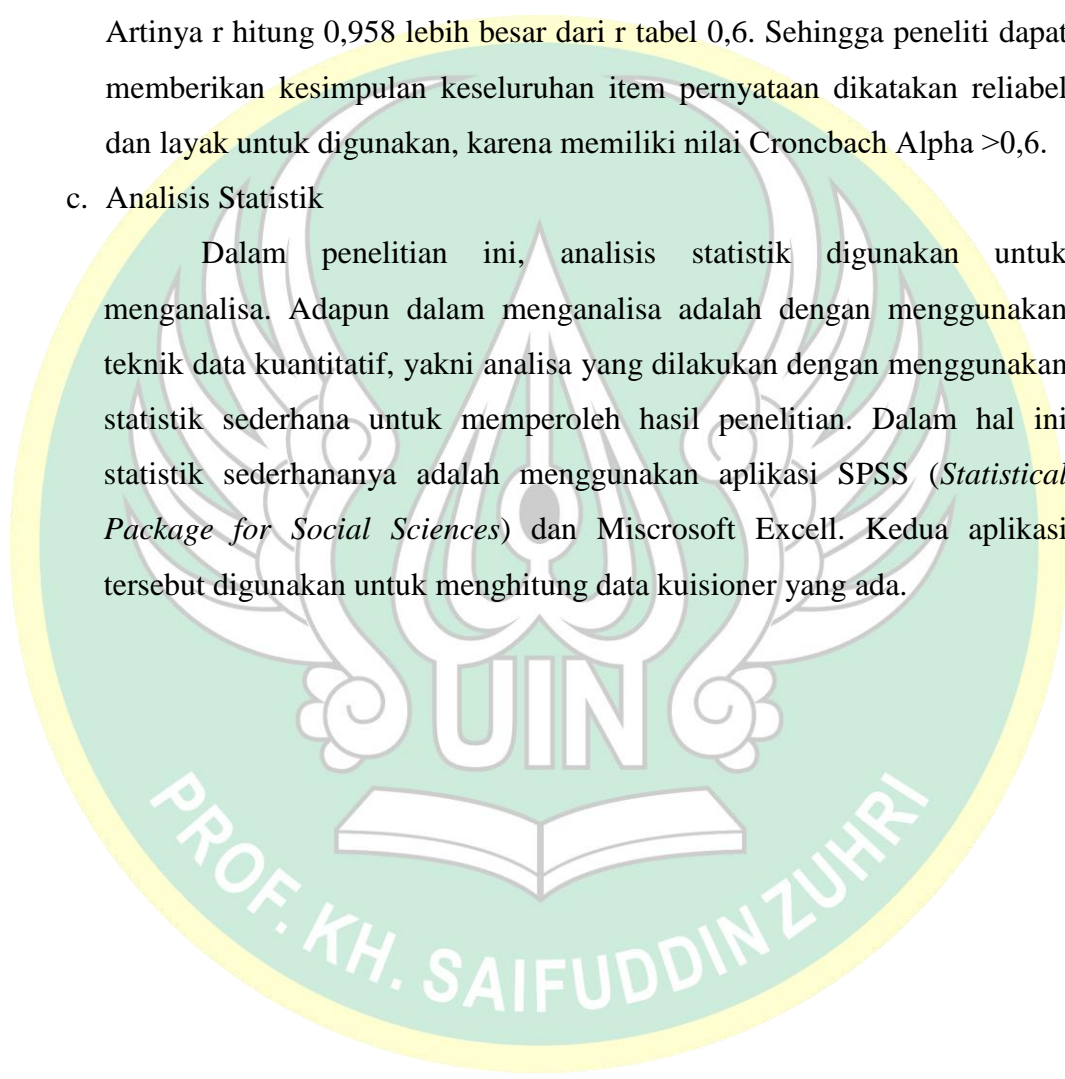 Artinya r hitung 0,958 lebih besar dari r tabel 0,6. Sehingga peneliti dapat
memberikan kesimpulan keseluruhan item pernyataan dikatakan reliabel
dan layak untuk digunakan, karena memiliki nilai Croncbach Alpha >0,6.
c. Analisis Statistik
Dalam penelitian ini, analisis statistik digunakan untuk
menganalisa. Adapun dalam menganalisa adalah dengan menggunakan
teknik data kuantitatif, yakni analisa yang dilakukan dengan menggunakan
statistik sederhana untuk memperoleh hasil penelitian. Dalam hal ini
statistik sederhananya adalah menggunakan aplikasi SPSS (Statistical
Package for Social Sciences) dan Miscrosoft Excell. Kedua aplikasi
tersebut digunakan untuk menghitung data kuisioner yang ada.
UIN
PROF. KH. SAIFUDDIN ZUHRI